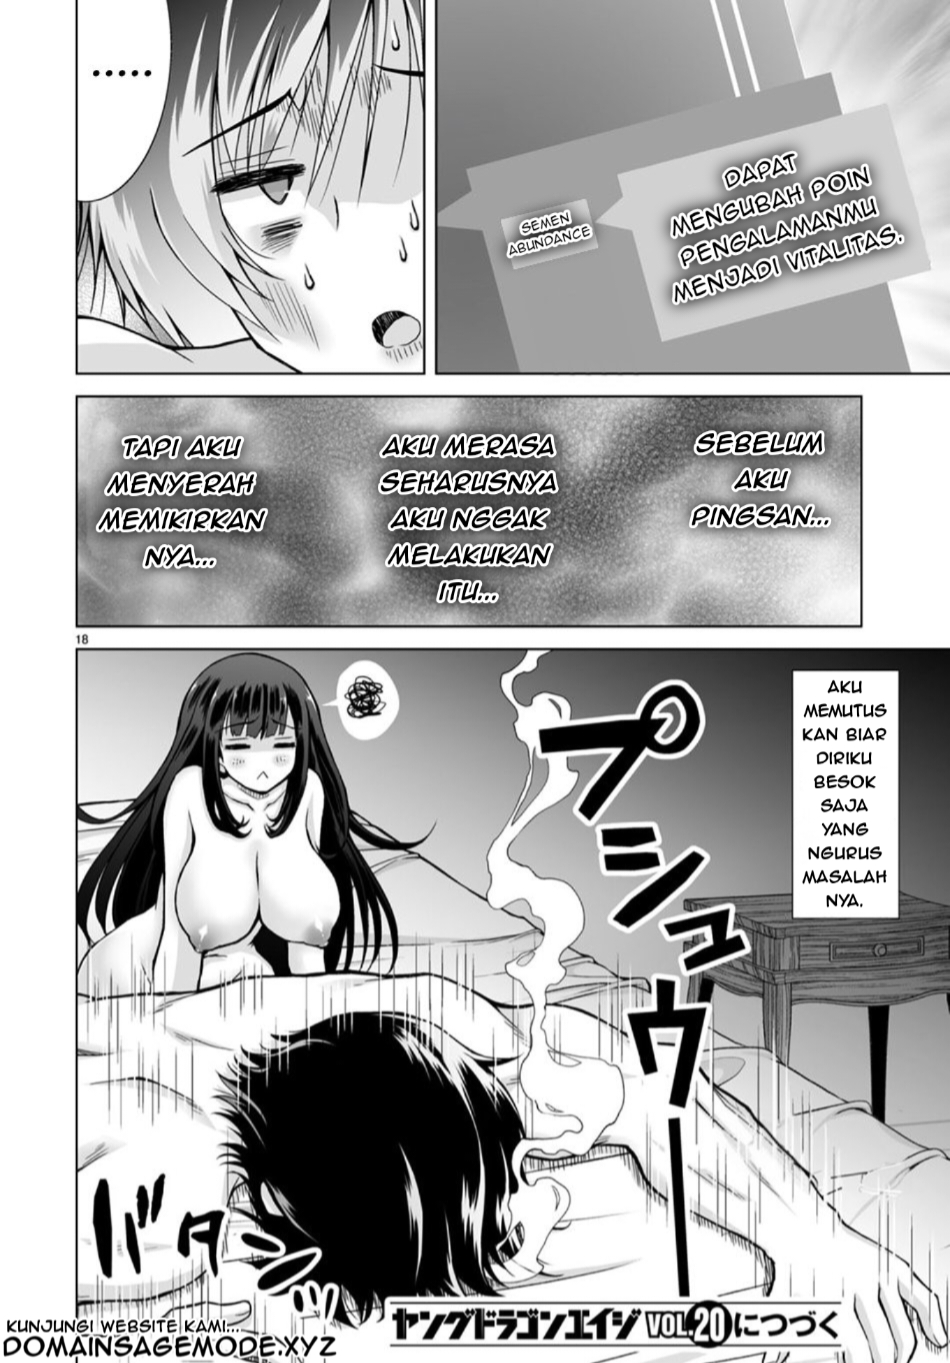 DAPAT
MENGUBAH POIN
PENGALAMANMU
MENJADI VITALITAS.
SEMEN
ABUNDANCE
.....
SEBELUM
AKU
PINGSAN...
AKU MERASA
SEHARUSNYA
AKU NGGAK
MELAKUKAN
ITU...
TAPI AKU
MENYERAH
MEMIKIRKAN
NYA...
18
AKU
MEMUTUS
KAN BIAR
DIRIKU
BESOK
SAJA
YANG
NGURUS
MASALAH
NYA.
プシュウ
ドタンッ
ヤングドラゴンエイジ VOL.20 につづく
KUNJUNGI WEBSITE KAMI...
DOMAINSAGEMODE.XYZ